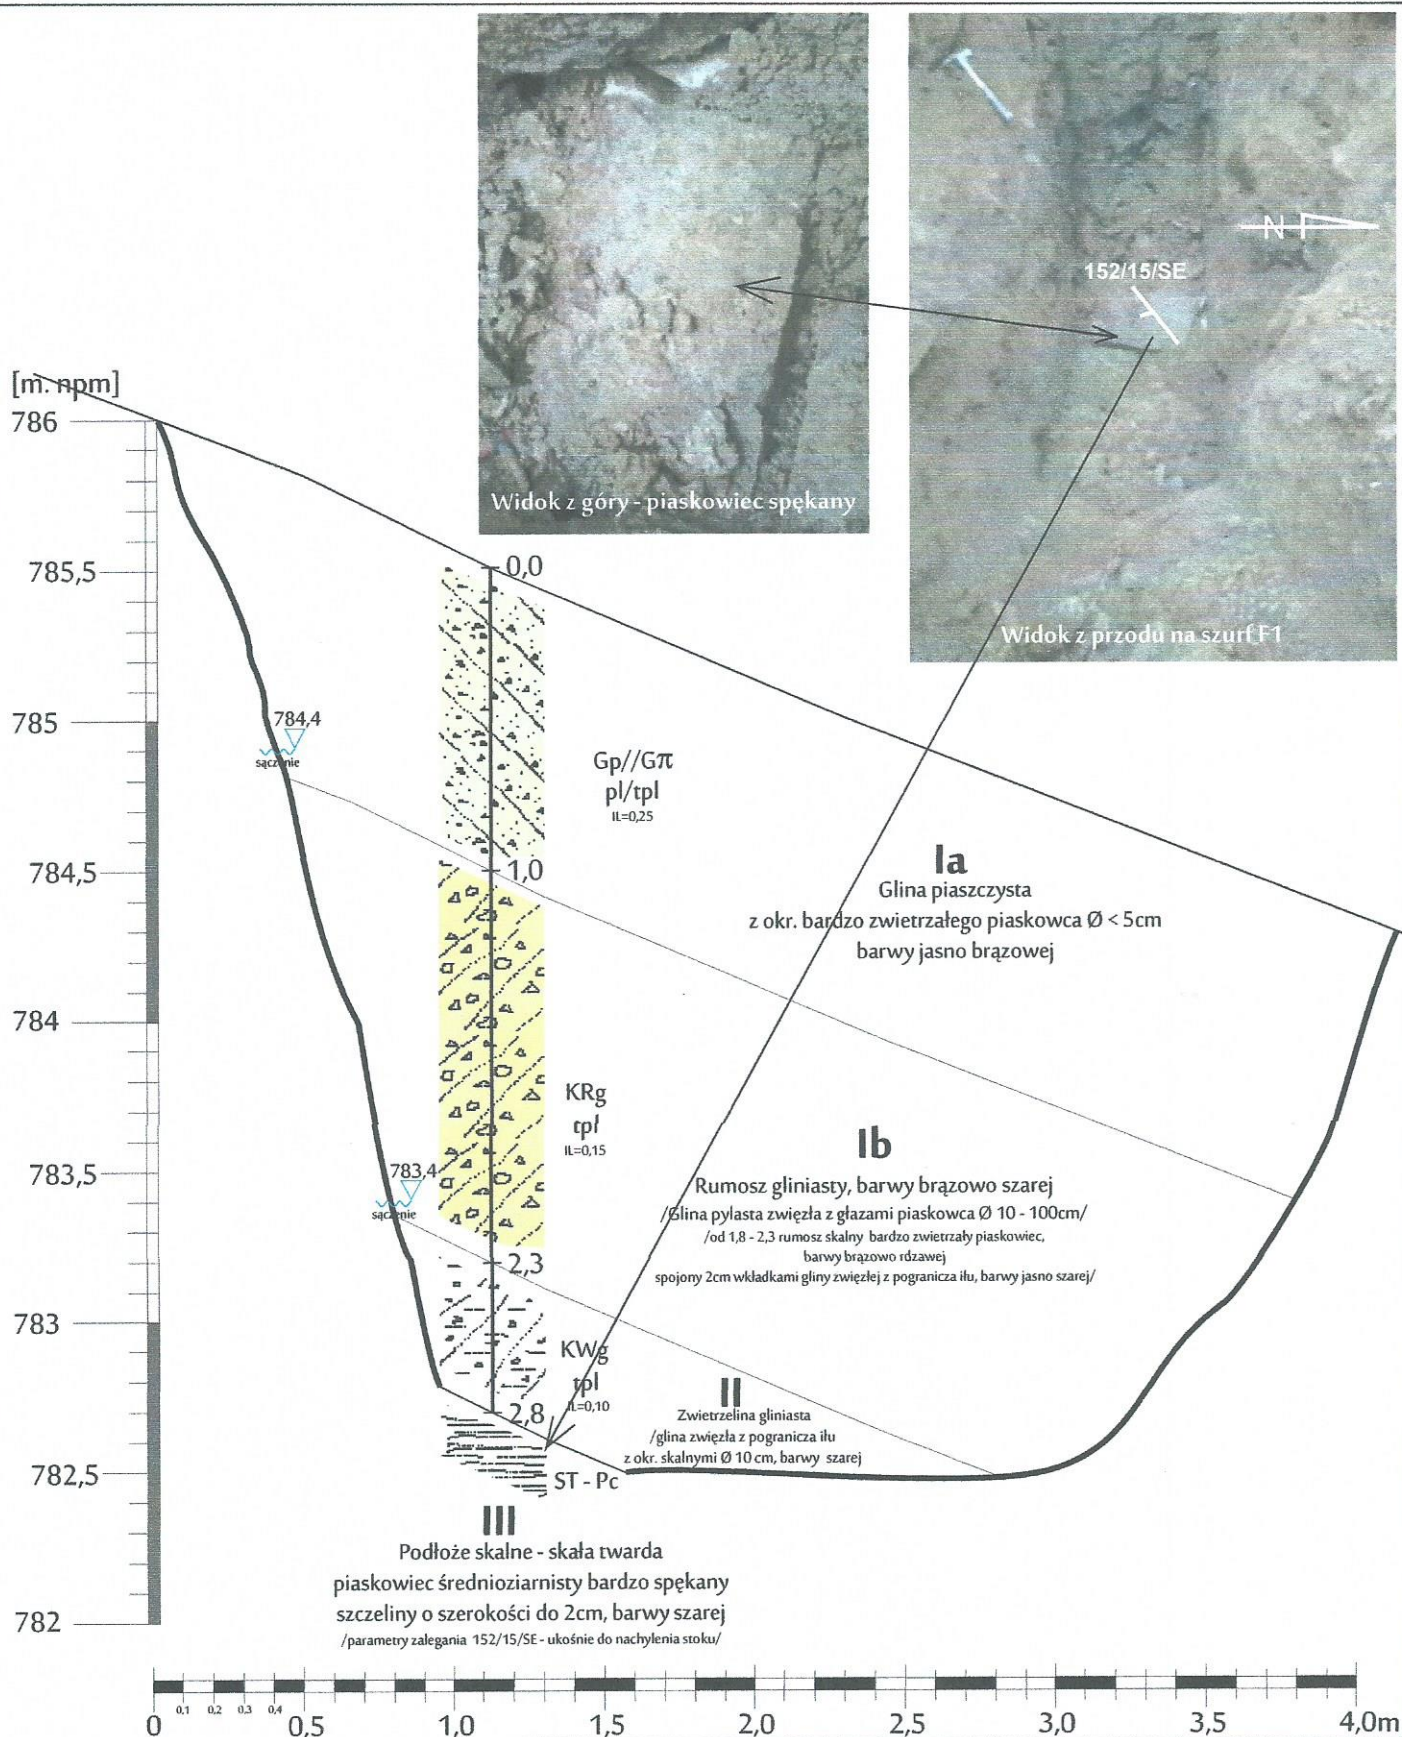 [m. npm]
786
785,5
785
784,5
784
783,5
783
782,5
782
Widok z góry - piaskowiec spękany
N
152/15/SE
Widok z przodu na szurf F1
0,0
784,4
sączenie
Gp//Gπ
pl/tpl
IL=0,25
1,0
Ia
Glina piaszczysta
z okr. bardzo zwietrzałego piaskowca Ø < 5cm
barwy jasno brązowej
KRg
tpl
IL=0,15
783,4
sączenie
Ib
Rumosz gliniasty, barwy brązowo szarej
/Glina pylasta zwięzła z głazami piaskowca Ø 10 - 100cm/
/od 1,8 - 2,3 rumosz skalny bardzo zwietrzały piaskowiec,
barwy brązowo rdzawej
spojony 2cm wkładkami gliny zwięzłej z pogranicza iłu, barwy jasno szarej/
2,3
KWg
tpl
IL=0,10
2,8
II
Zwietrzelina gliniasta
/glina zwięzła z pogranicza iłu
z okr. skalnymi Ø 10 cm, barwy szarej
ST - Pc
III
Podłoże skalne - skała twarda
piaskowiec średnioziarnisty bardzo spękany
szczeliny o szerokości do 2cm, barwy szarej
/parametry zalegania 152/15/SE - ukośnie do nachylenia stoku/
0 0,1 0,2 0,3 0,4 0,5 1,0 1,5 2,0 2,5 3,0 3,5 4,0m